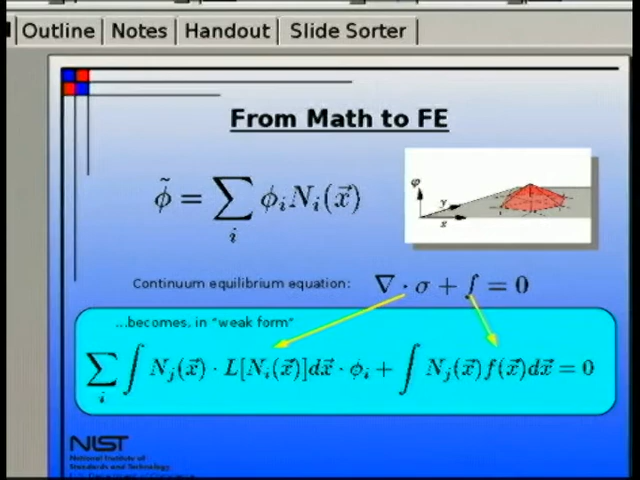 Outline Notes Handout Slide Sorter
From Math to FE
φ̃ = ∑ᵢ φᵢNᵢ(x⃗)
φ
y
x
Continuum equilibrium equation: ∇ · σ + f = 0
...becomes, in "weak form"
∑ᵢ ∫ Nⱼ(x⃗) · L[Nᵢ(x⃗)]dx⃗ · φᵢ + ∫ Nⱼ(x⃗)f(x⃗)dx⃗ = 0
NIST
National Institute of
Standards and Technology